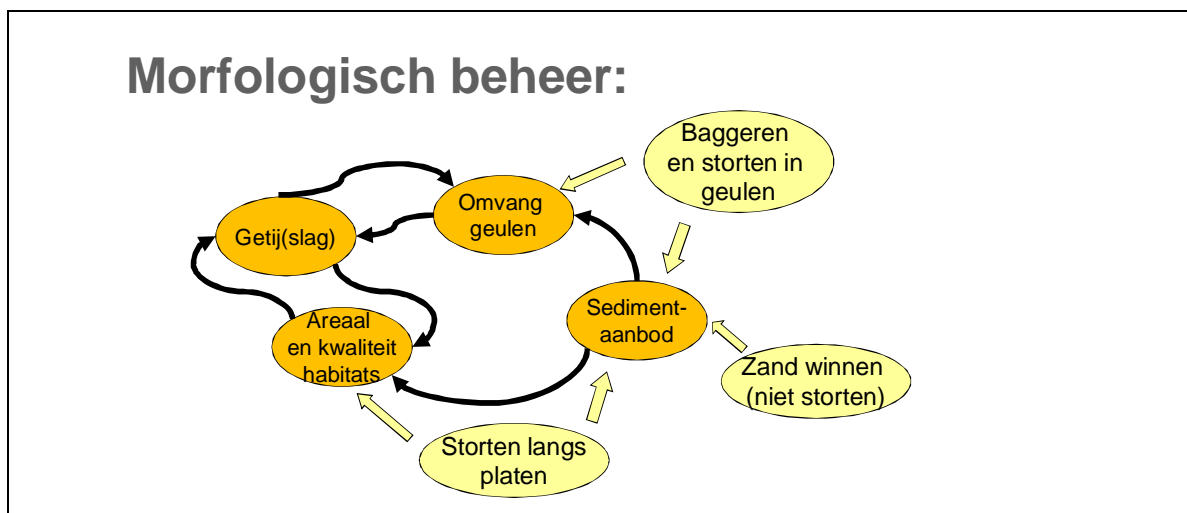 Morfologisch beheer:
Baggeren
en storten in
geulen
Omvang
geulen
Getij(slag)
Sediment-
aanbod
Areaal
en kwaliteit
habitats
Zand winnen
(niet storten)
Storten langs
platen